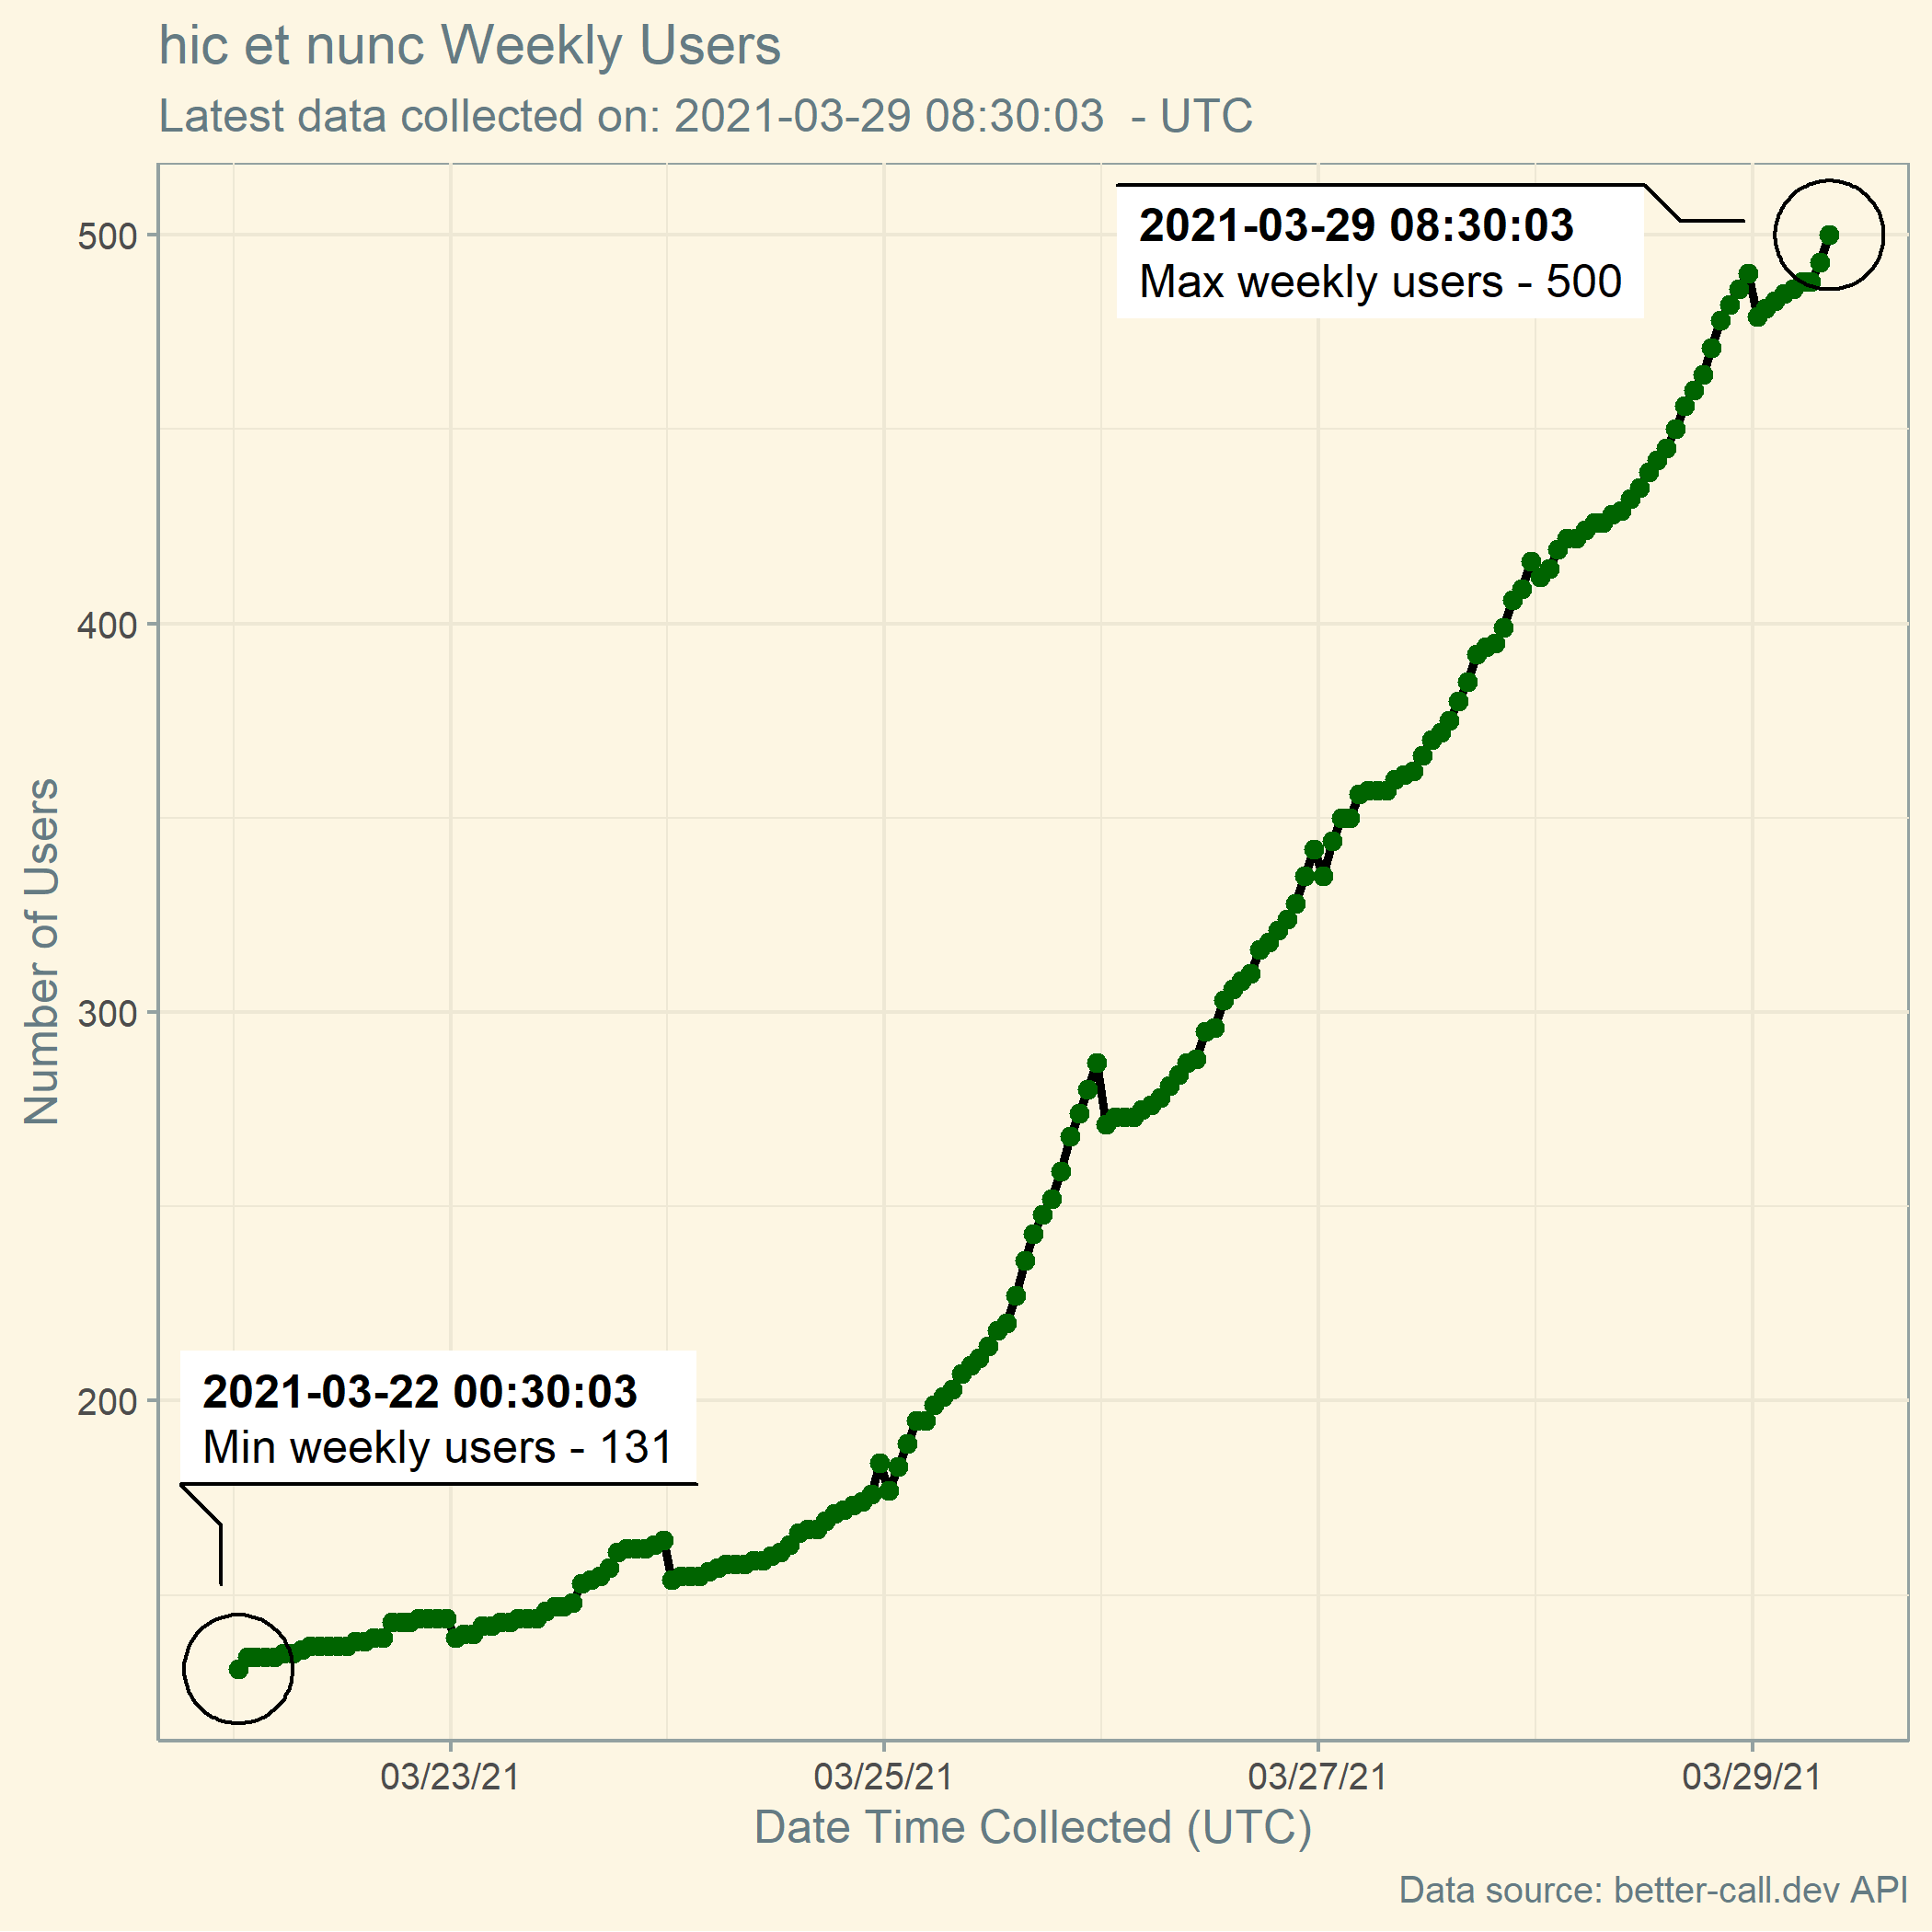 hic et nunc Weekly Users
Latest data collected on: 2021-03-29 08:30:03  - UTC
2021-03-29 08:30:03
Max weekly users - 500
500
400
300
200
Number of Users
2021-03-22 00:30:03
Min weekly users - 131
03/23/21 03/25/21 03/27/21 03/29/21
Date Time Collected (UTC)
Data source: better-call.dev API